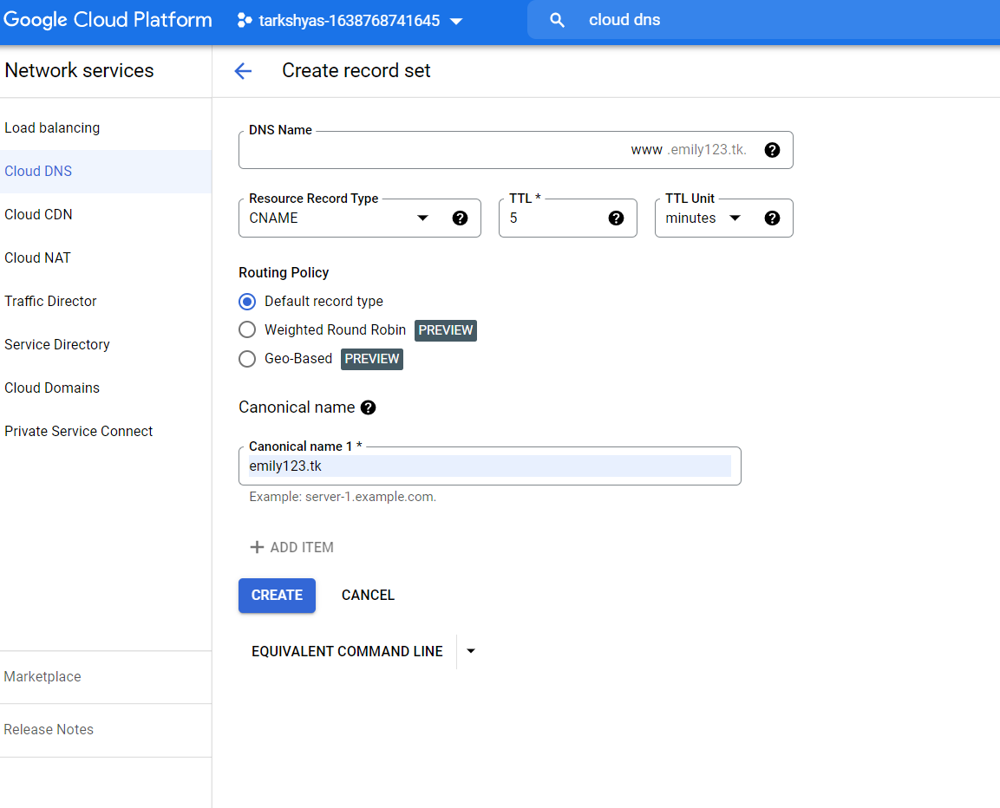 Google Cloud Platform tarkshyas-1638768741645 cloud dns
Network services
Create record set
Load balancing
Cloud DNS
Cloud CDN
Cloud NAT
Traffic Director
Service Directory
Cloud Domains
Private Service Connect
Marketplace
Release Notes
DNS Name
www .emily123.tk.
Resource Record Type
CNAME
TTL *
5
TTL Unit
minutes
Routing Policy
Default record type
Weighted Round Robin PREVIEW
Geo-Based PREVIEW
Canonical name
Canonical name 1 *
emily123.tk
Example: server-1.example.com.
ADD ITEM
CREATE CANCEL
EQUIVALENT COMMAND LINE